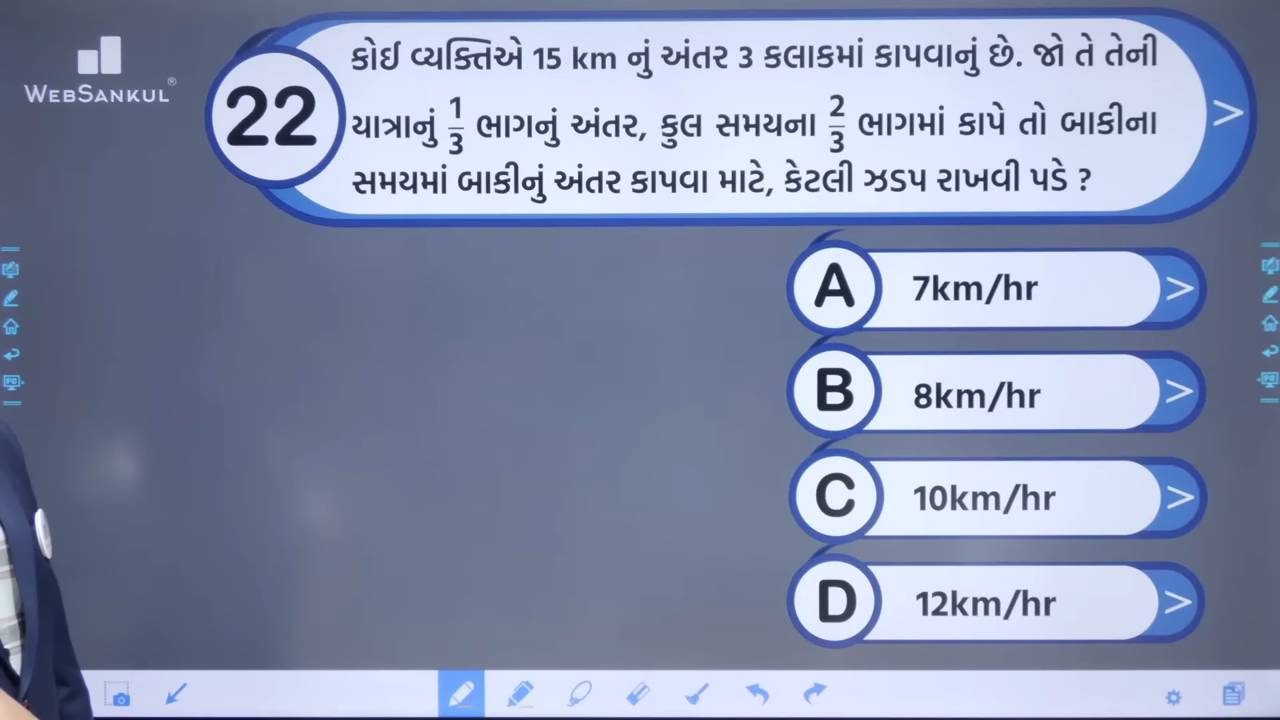 WEBSANKUL®
22
કોઈ વ્યક્તિએ 15 km નું અંતર 3 કલાકમાં કાપવાનું છે. જો તે તેની
યાત્રાનું 1/3 ભાગનું અંતર, કુલ સમયના 2/3 ભાગમાં કાપે તો બાકીના
સમયમાં બાકીનું અંતર કાપવા માટે, કેટલી ઝડપ રાખવી પડે ?
>
A 7km/hr >
B 8km/hr >
C 10km/hr >
D 12km/hr >